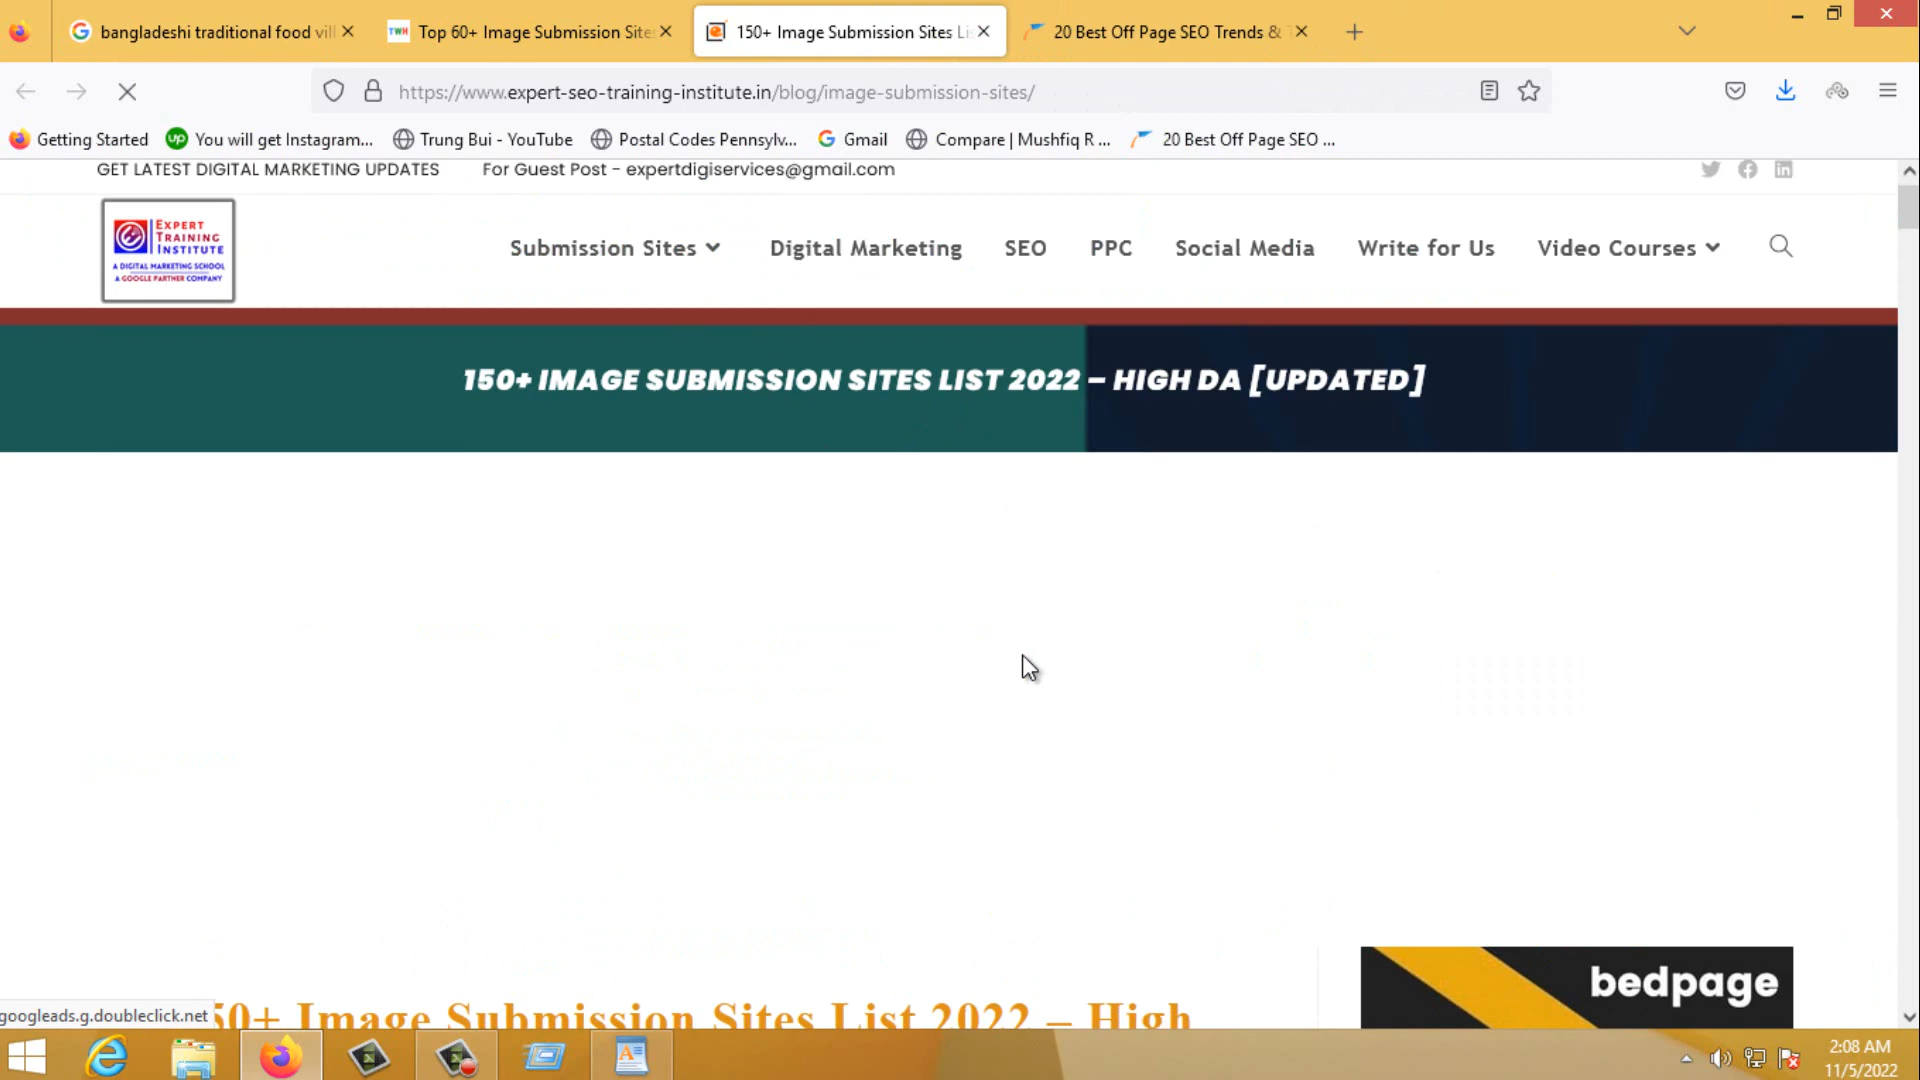 bangladeshi traditional food vill
Top 60+ Image Submission Site
150+ Image Submission Sites Li
20 Best Off Page SEO Trends & T
https://www.expert-seo-training-institute.in/blog/image-submission-sites/
Getting Started
You will get Instagram...
Trung Bui - YouTube
Postal Codes Pennsylv...
Gmail
Compare | Mushfiq R ...
20 Best Off Page SEO ...
GET LATEST DIGITAL MARKETING UPDATES
For Guest Post - expertdigiservices@gmail.com
EXPERT
TRAINING
INSTITUTE
A DIGITAL MARKETING SCHOOL
A GOOGLE PARTNER COMPANY
Submission Sites
Digital Marketing
SEO
PPC
Social Media
Write for Us
Video Courses
150+ IMAGE SUBMISSION SITES LIST 2022 – HIGH DA [UPDATED]
bedpage
googleads.g.doubleclick.net
50+ Image Submission Sites List 2022 – High
2:08 AM
11/5/2022